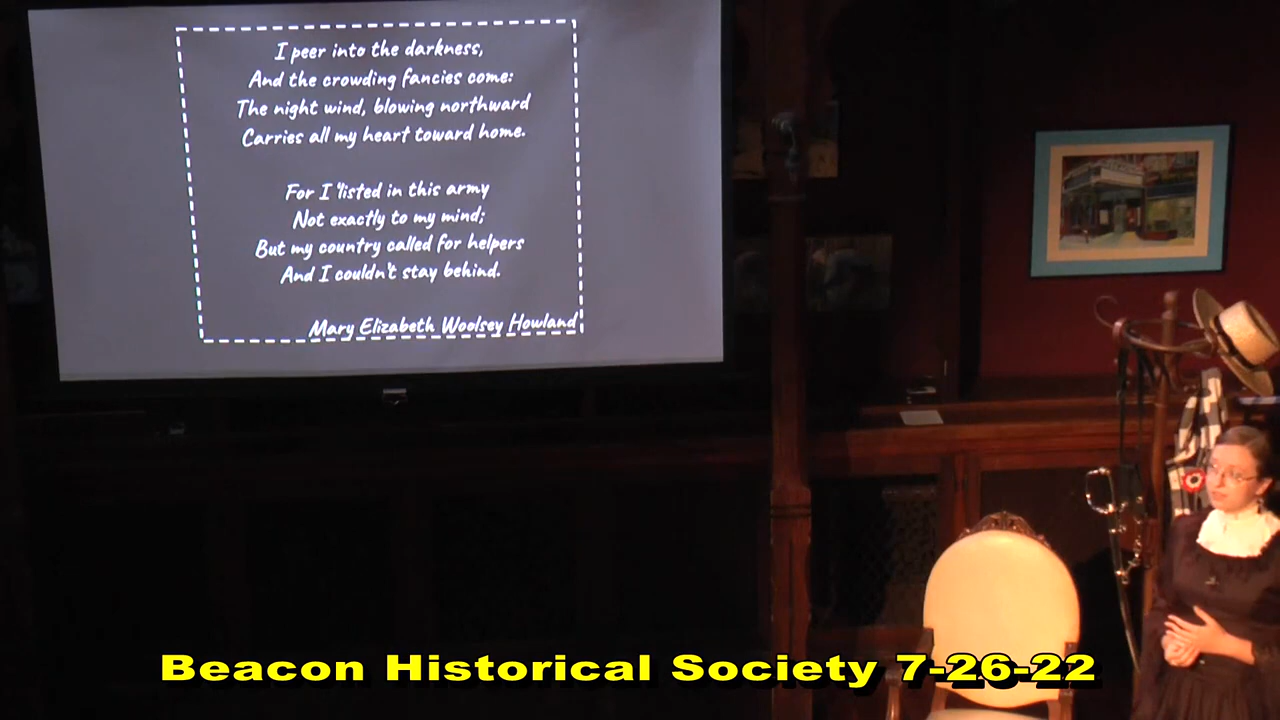 I peer into the darkness,
And the crowding fancies come:
The night wind, blowing northward
Carries all my heart toward home.
For I 'listed in this army
Not exactly to my mind;
But my country called for helpers
And I couldn't stay behind.
Mary Elizabeth Woolsey Howland
Beacon Historical Society 7-26-22